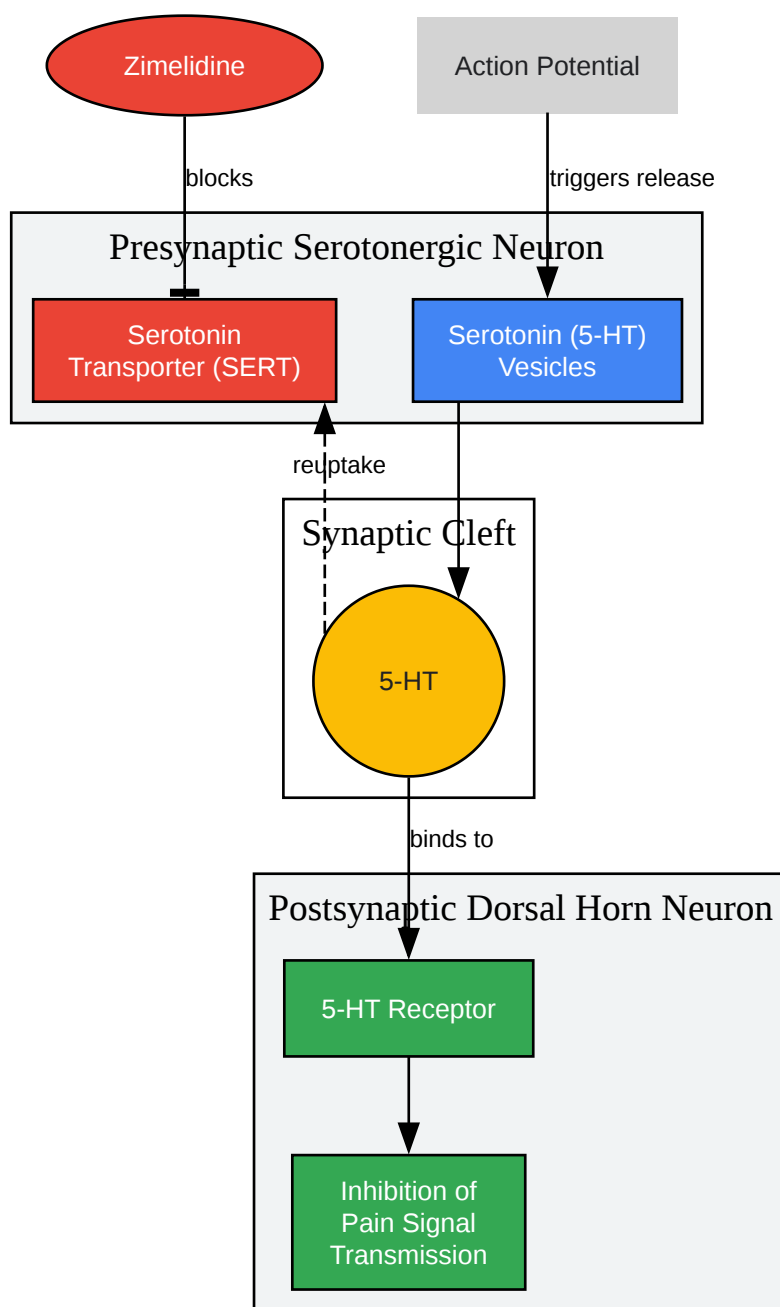 Zimelidine
Action Potential
blocks
triggers release
Presynaptic Serotonergic Neuron
Serotonin
Transporter (SERT)
Serotonin (5-HT)
Vesicles
reuptake
Synaptic Cleft
5-HT
binds to
Postsynaptic Dorsal Horn Neuron
5-HT Receptor
Inhibition of
Pain Signal
Transmission